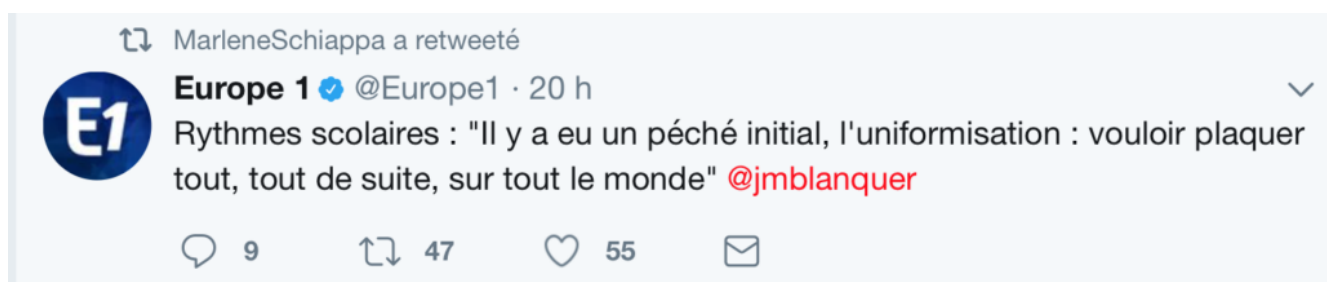 MarleneSchiappa a retweeté
Europe 1 @Europe1 · 20 h
E1
Rythmes scolaires : "Il y a eu un péché initial, l'uniformisation : vouloir plaquer
tout, tout de suite, sur tout le monde" @jmblanquer
9 47 55